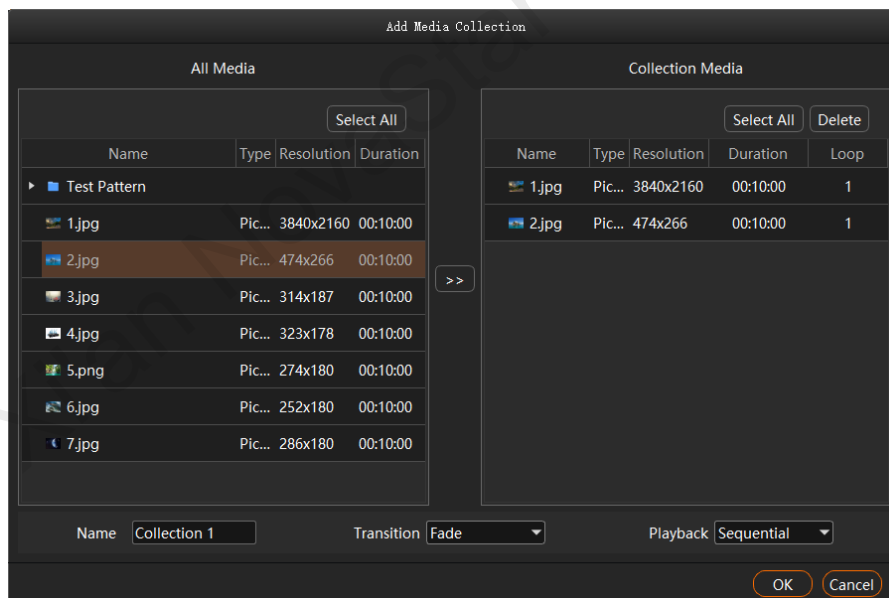 Add Media Collection
All Media
Collection Media
Select All
Select All Delete
Name Type Resolution Duration
Name Type Resolution Duration Loop
Test Pattern
1.jpg Pic... 3840x2160 00:10:00
1.jpg Pic... 3840x2160 00:10:00 1
2.jpg Pic... 474x266 00:10:00
2.jpg Pic... 474x266 00:10:00 1
>>
3.jpg Pic... 314x187 00:10:00
4.jpg Pic... 323x178 00:10:00
5.png Pic... 274x180 00:10:00
6.jpg Pic... 252x180 00:10:00
7.jpg Pic... 286x180 00:10:00
Name Collection 1 Transition Fade Playback Sequential
OK Cancel